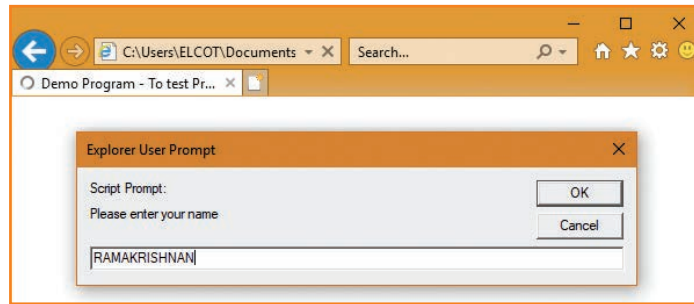 C:\Users\ELCOT\Documents
Search...
Demo Program - To test Pr...
Explorer User Prompt
Script Prompt:
OK
Please enter your name
Cancel
RAMAKRISHNAN